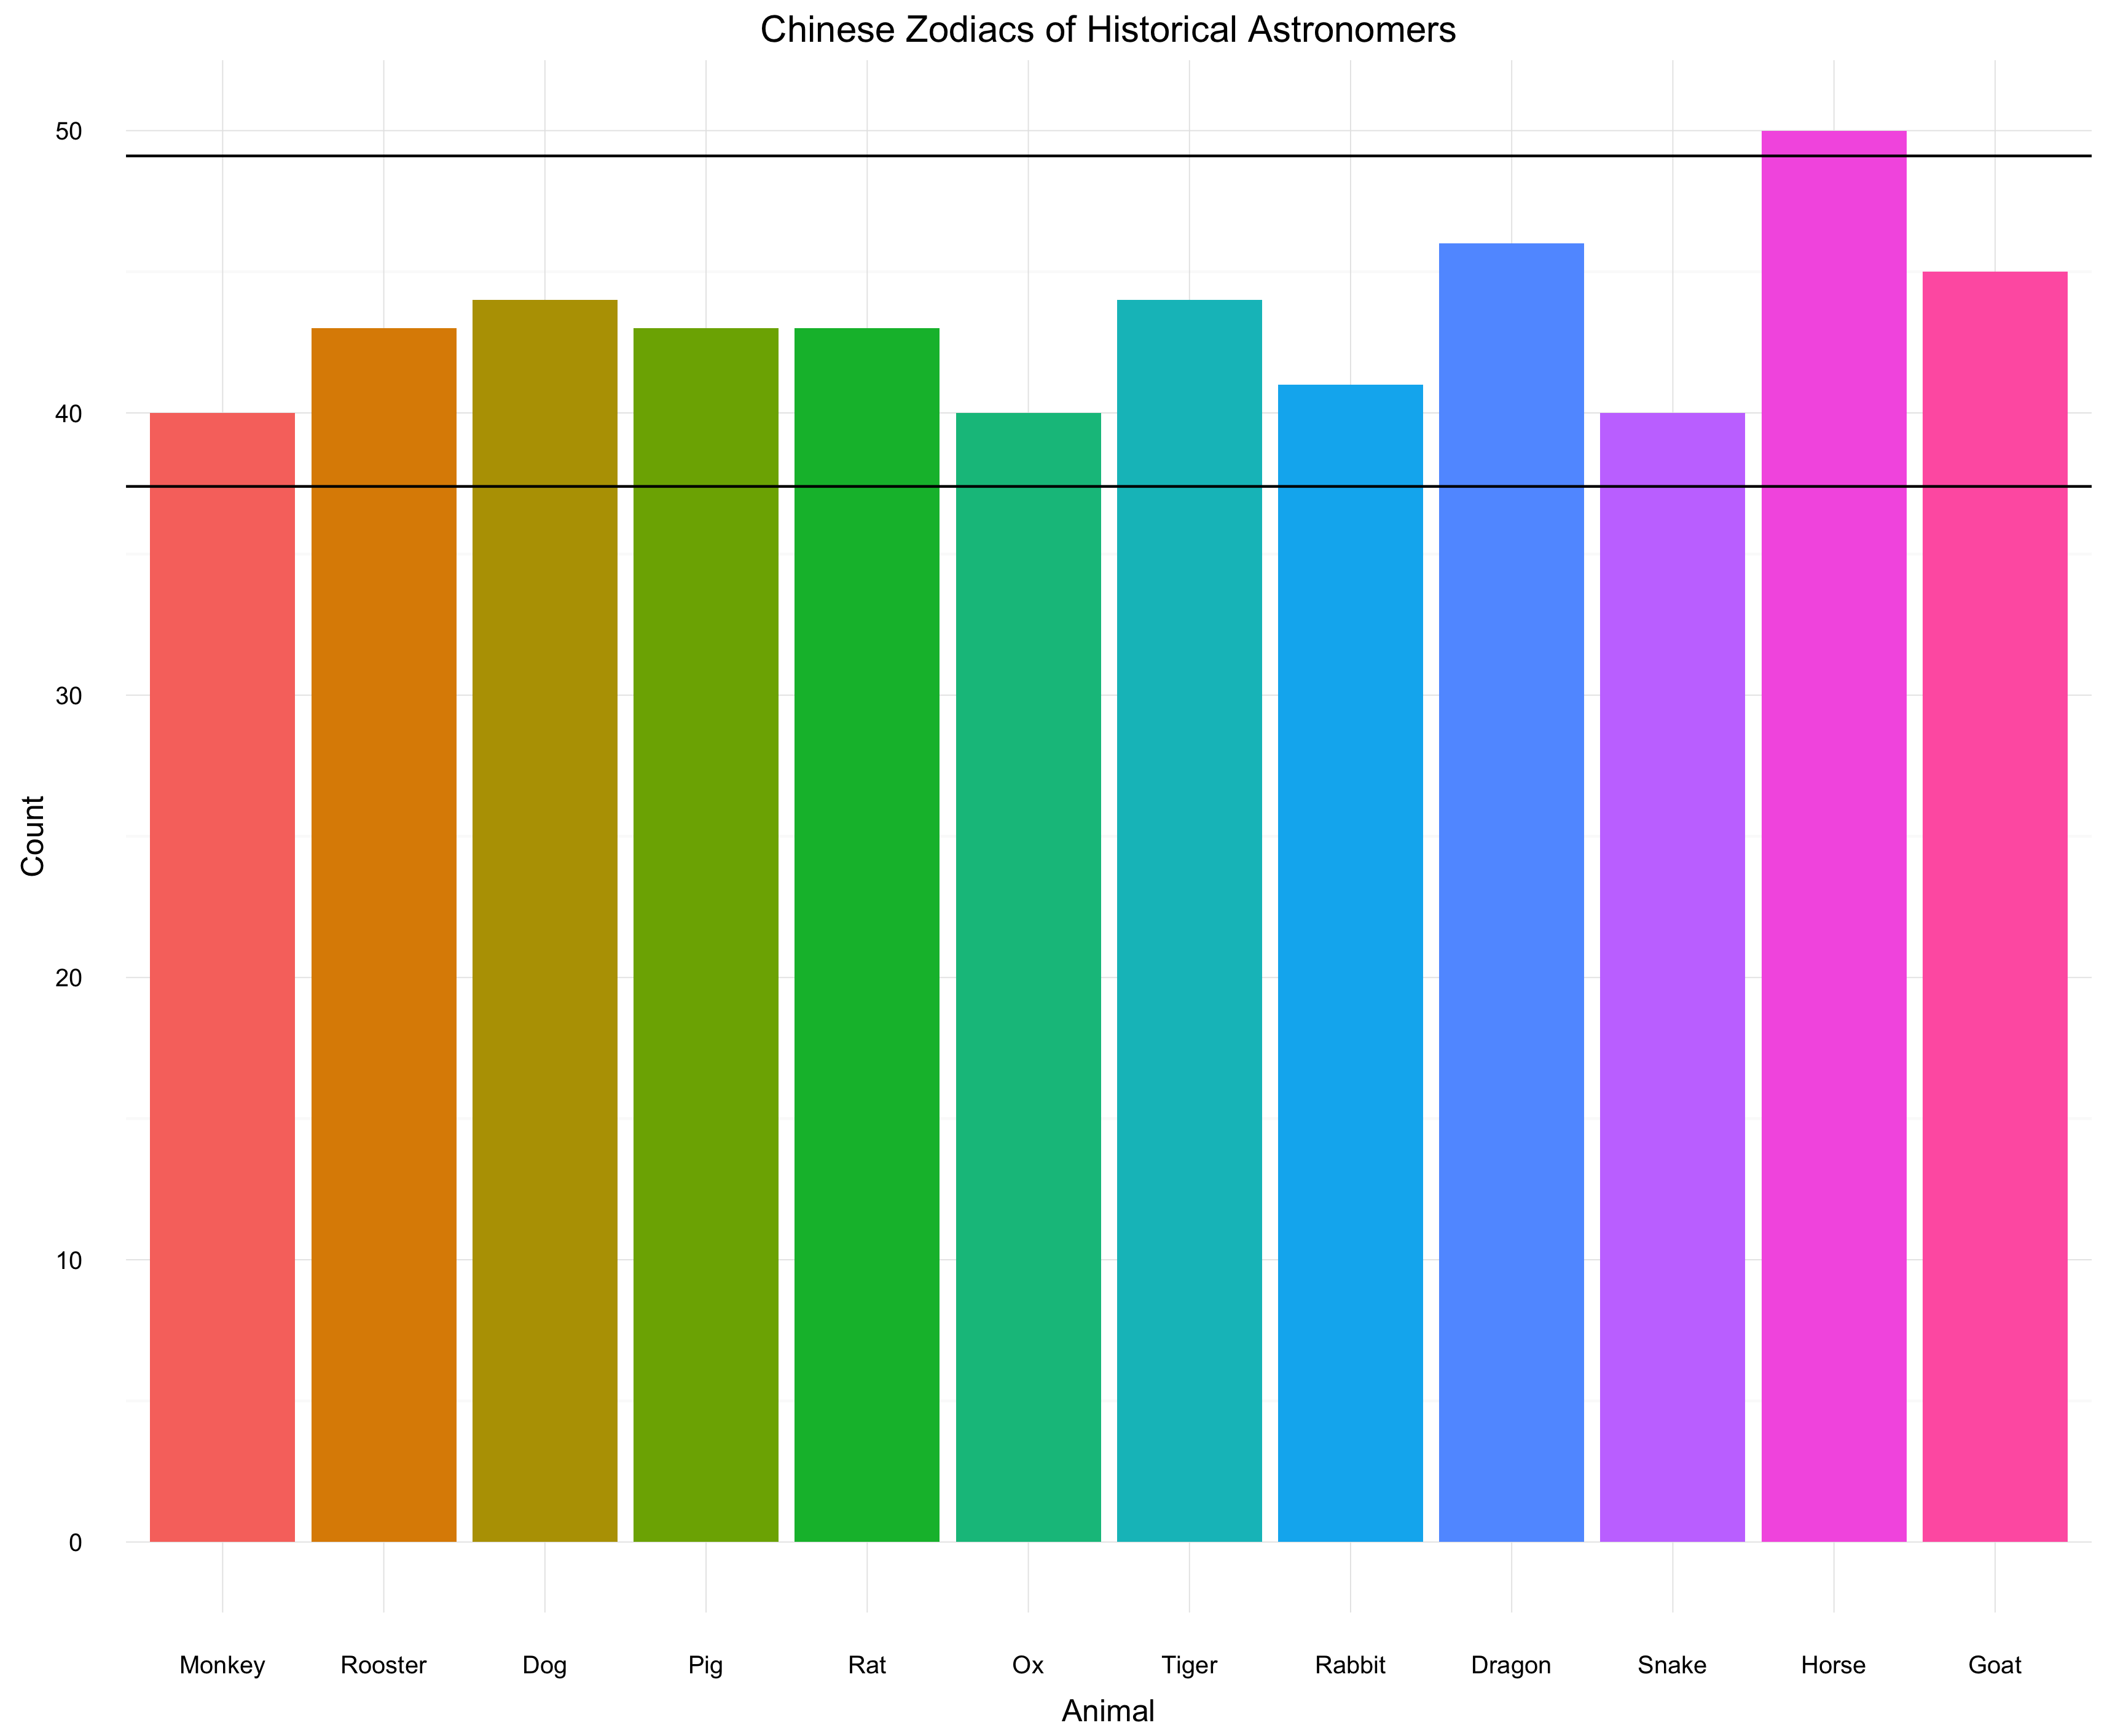 Chinese Zodiacs of Historical Astronomers
50
40
30
20
10
0
Count
Monkey Rooster Dog Pig Rat Ox Tiger Rabbit Dragon Snake Horse Goat
Animal